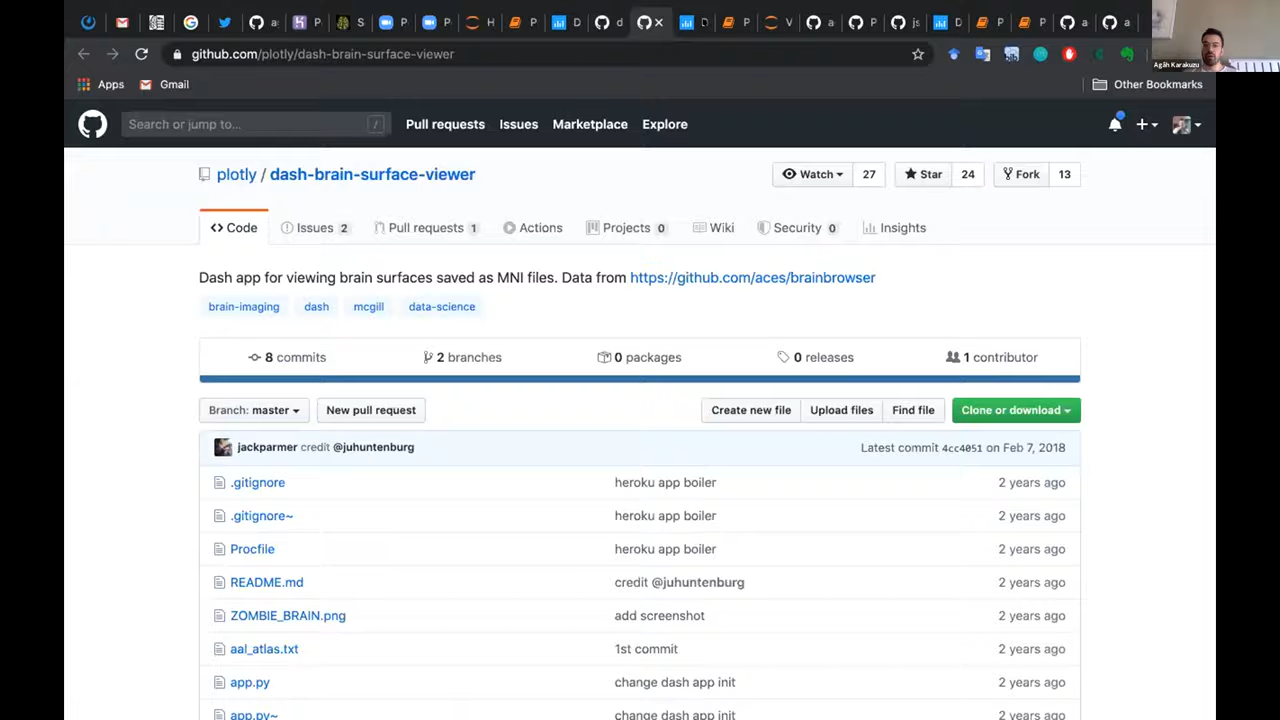 P
S
P
P
H
P
D
d
D
P
V
a
P
js
D
P
P
a
a
github.com/plotly/dash-brain-surface-viewer
Agâh Karakuzu
Apps Gmail Other Bookmarks
Search or jump to... / Pull requests Issues Marketplace Explore
plotly / dash-brain-surface-viewer Watch 27 Star 24 Fork 13
Code Issues 2 Pull requests 1 Actions Projects 0 Wiki Security 0 Insights
Dash app for viewing brain surfaces saved as MNI files. Data from https://github.com/aces/brainbrowser
brain-imaging dash mcgill data-science
8 commits 2 branches 0 packages 0 releases 1 contributor
Branch: master New pull request Create new file Upload files Find file Clone or download
jackparmer credit @juhuntenburg Latest commit 4cc4051 on Feb 7, 2018
.gitignore heroku app boiler 2 years ago
.gitignore~ heroku app boiler 2 years ago
Procfile heroku app boiler 2 years ago
README.md credit @juhuntenburg 2 years ago
ZOMBIE_BRAIN.png add screenshot 2 years ago
aal_atlas.txt 1st commit 2 years ago
app.py change dash app init 2 years ago
app.py~ change dash app init 2 years ago